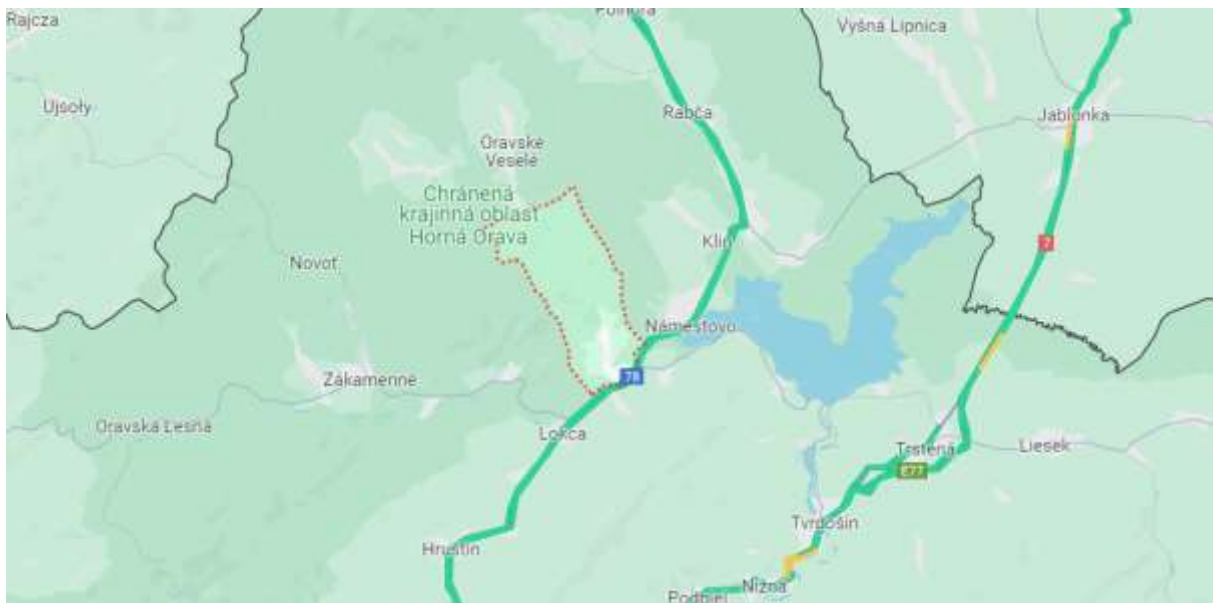 Polhora
Rajcza
Vyšná Lipnica
Ujsoły
Rabča
Jabłonka
Oravské
Veselé
Chránená
krajinná oblasť
Horná Orava
Klin
7
Novoť
Námestovo
78
Zákamenné
Oravská Lesná
Lokca
Trstená
Liesek
E77
Tvrdošín
Hruštín
Nižná
Podbiel